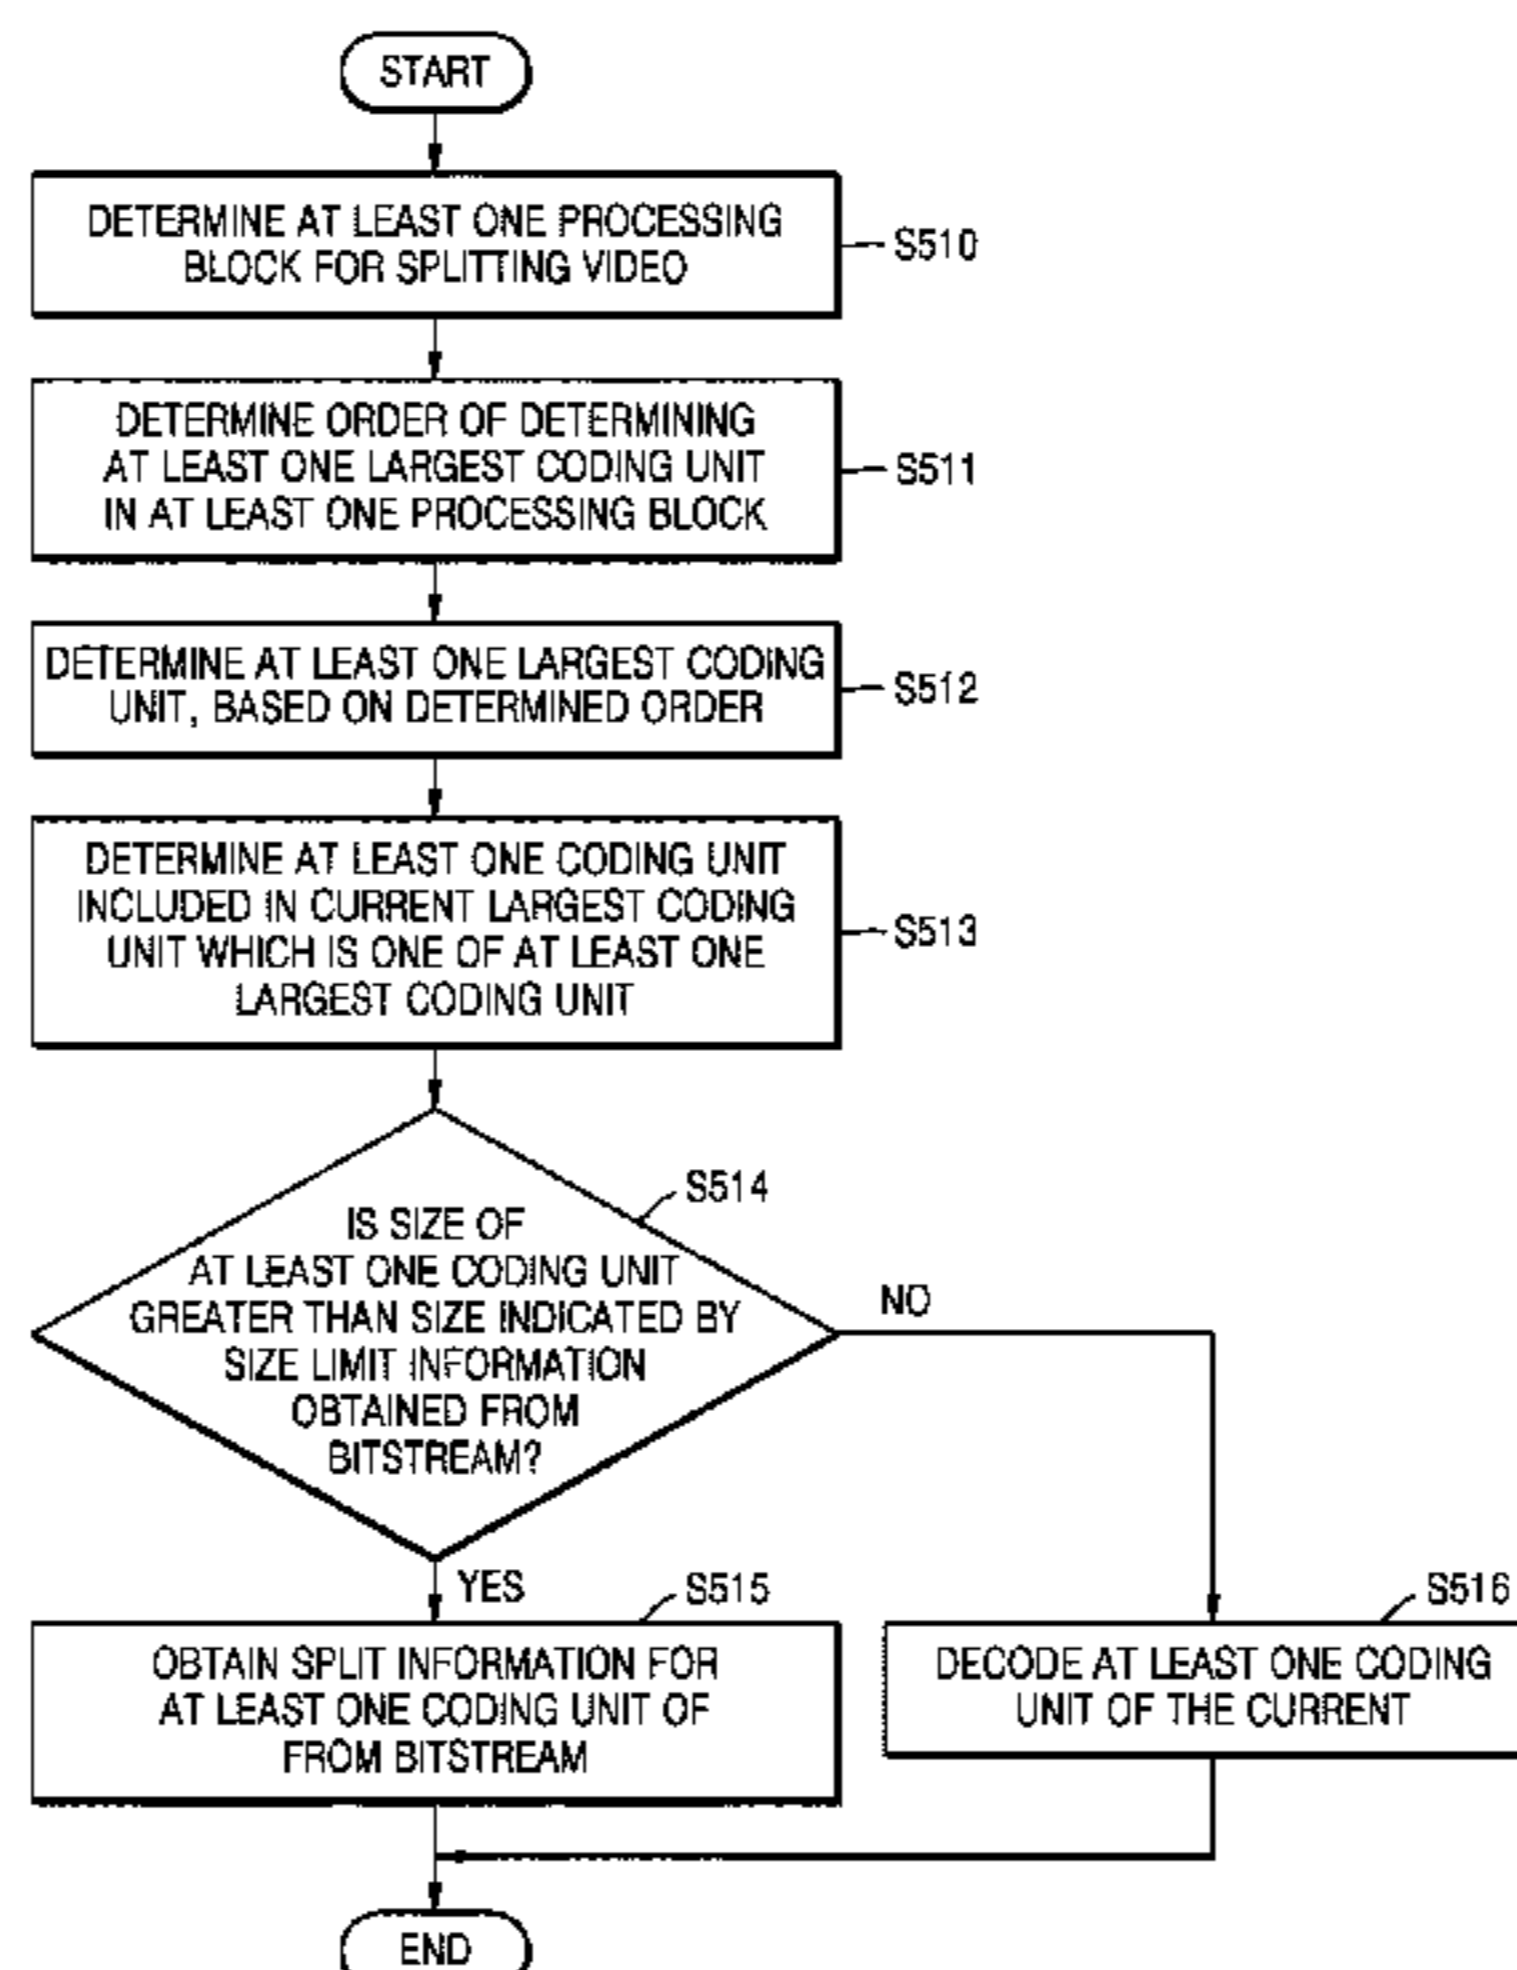 START
DETERMINE AT LEAST ONE PROCESSING
BLOCK FOR SPLITTING VIDEO
S510
DETERMINE ORDER OF DETERMINING
AT LEAST ONE LARGEST CODING UNIT
IN AT LEAST ONE PROCESSING BLOCK
S511
DETERMINE AT LEAST ONE LARGEST CODING
UNIT, BASED ON DETERMINED ORDER
S512
DETERMINE AT LEAST ONE CODING UNIT
INCLUDED IN CURRENT LARGEST CODING
UNIT WHICH IS ONE OF AT LEAST ONE
LARGEST CODING UNIT
S513
S514
IS SIZE OF
AT LEAST ONE CODING UNIT
GREATER THAN SIZE INDICATED BY
SIZE LIMIT INFORMATION
OBTAINED FROM
BITSTREAM?
NO
YES
S515
OBTAIN SPLIT INFORMATION FOR
AT LEAST ONE CODING UNIT OF
FROM BITSTREAM
S516
DECODE AT LEAST ONE CODING
UNIT OF THE CURRENT
END